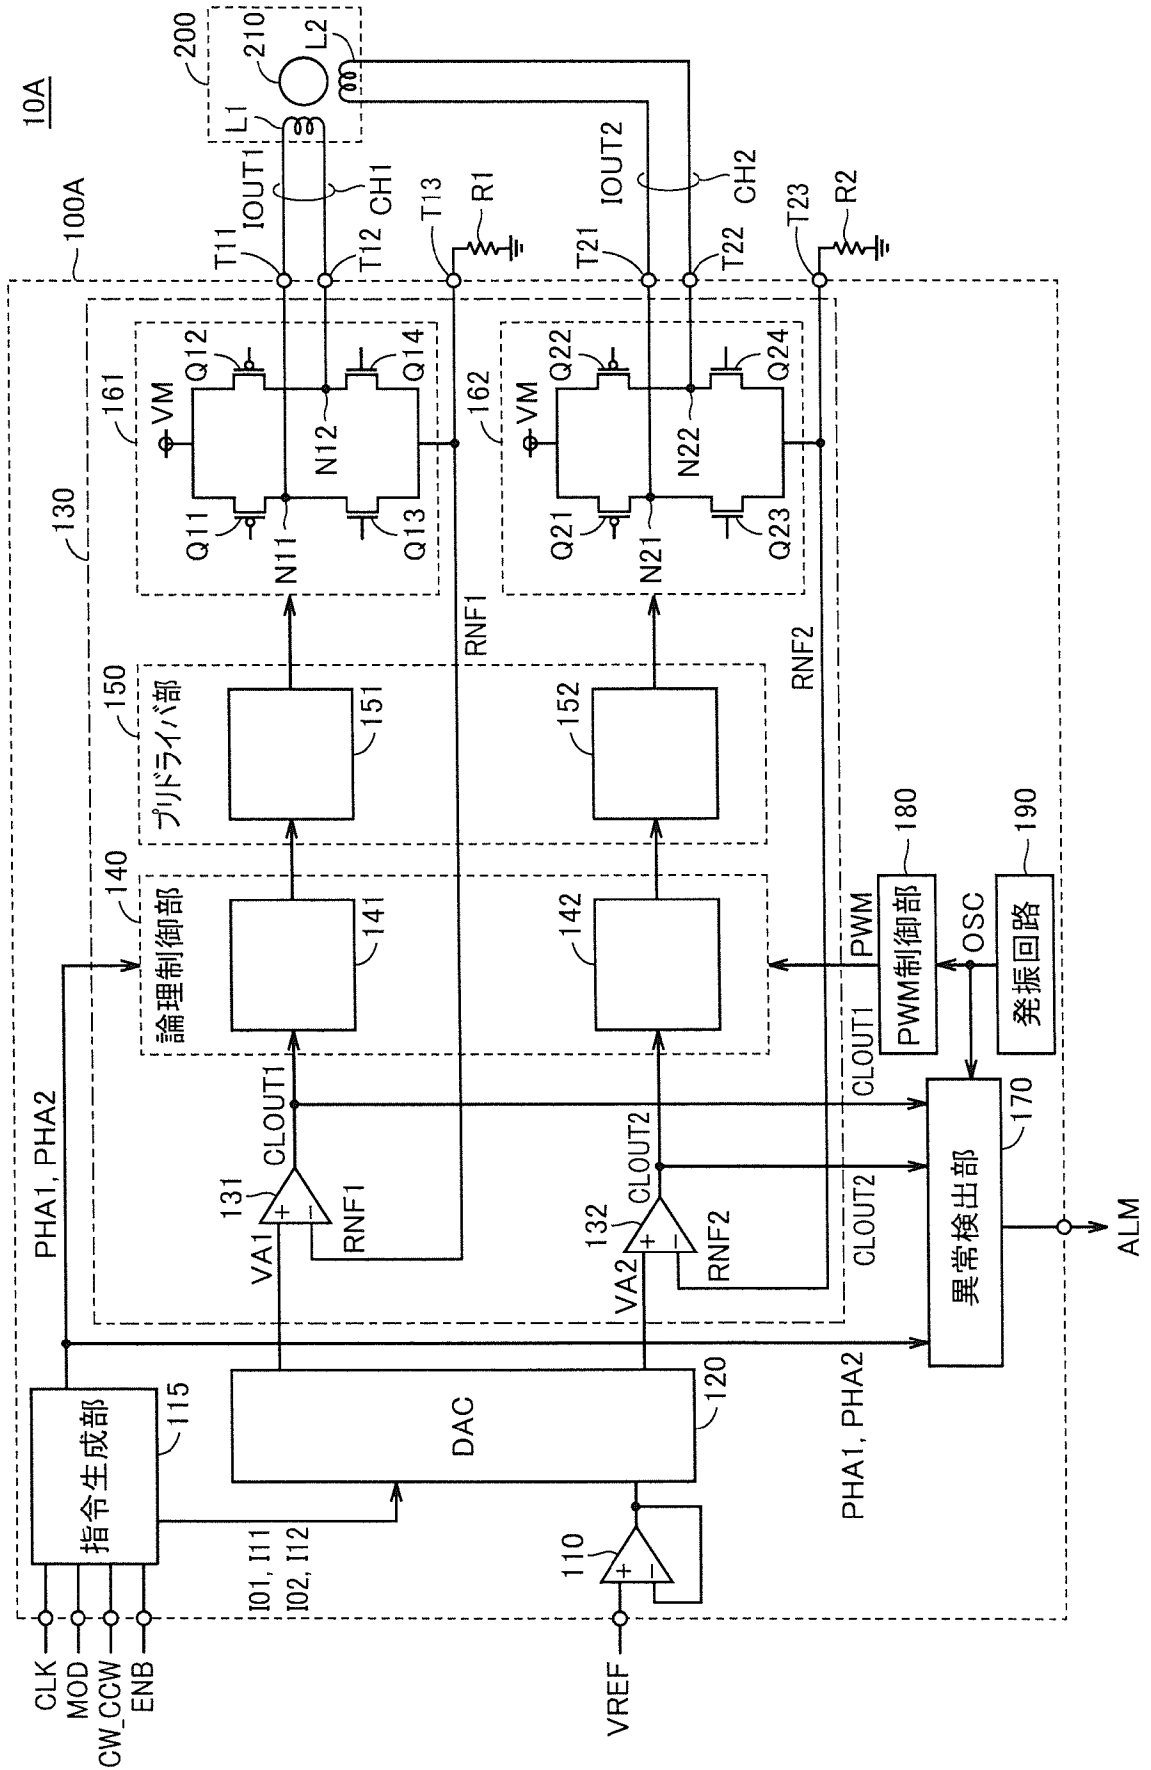 10A
100A
200
210
L1
L2
IOUT1
CH1
IOUT2
CH2
T11
T12
T13
R1
T21
T22
T23
R2
130
161
VM
Q11
Q12
Q13
Q14
N11
N12
162
VM
Q21
Q22
Q23
Q24
N21
N22
RNF1
RNF2
150
プリドライバ部
151
152
140
論理制御部
141
142
PHA1, PHA2
CLOUT1
131
+
−
VA1
RNF1
CLOUT2
132
+
−
VA2
RNF2
PWM
180
PWM制御部
OSC
190
発振回路
CLOUT1
CLOUT2
170
異常検出部
ALM
PHA1, PHA2
115
指令生成部
120
DAC
I01, I11
I02, I12
110
+
−
CLK
MOD
CW_CCW
ENB
VREF